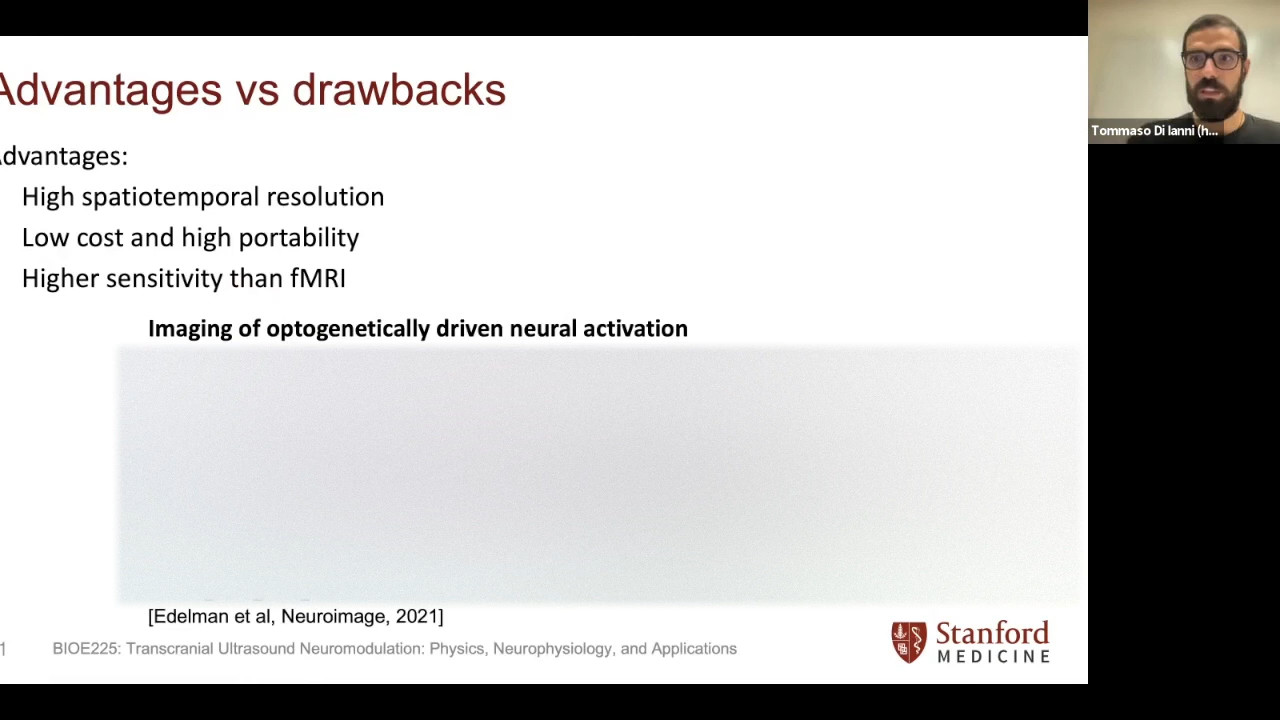 Advantages vs drawbacks
Advantages:
High spatiotemporal resolution
Low cost and high portability
Higher sensitivity than fMRI
Imaging of optogenetically driven neural activation
[Edelman et al, Neuroimage, 2021]
1 BIOE225: Transcranial Ultrasound Neuromodulation: Physics, Neurophysiology, and Applications
Stanford
MEDICINE
Tommaso Di Ianni (h...